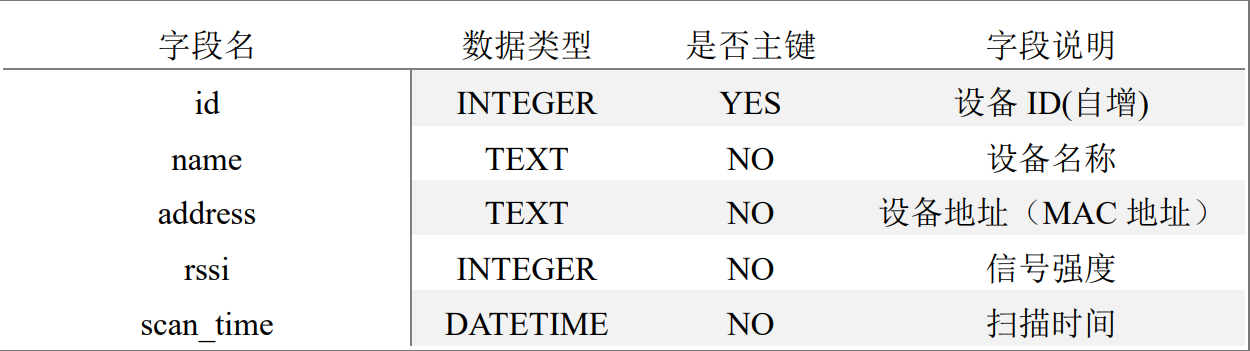 字段名 数据类型 是否主键 字段说明
id INTEGER YES 设备 ID(自增)
name TEXT NO 设备名称
address TEXT NO 设备地址（MAC 地址）
rssi INTEGER NO 信号强度
scan_time DATETIME NO 扫描时间